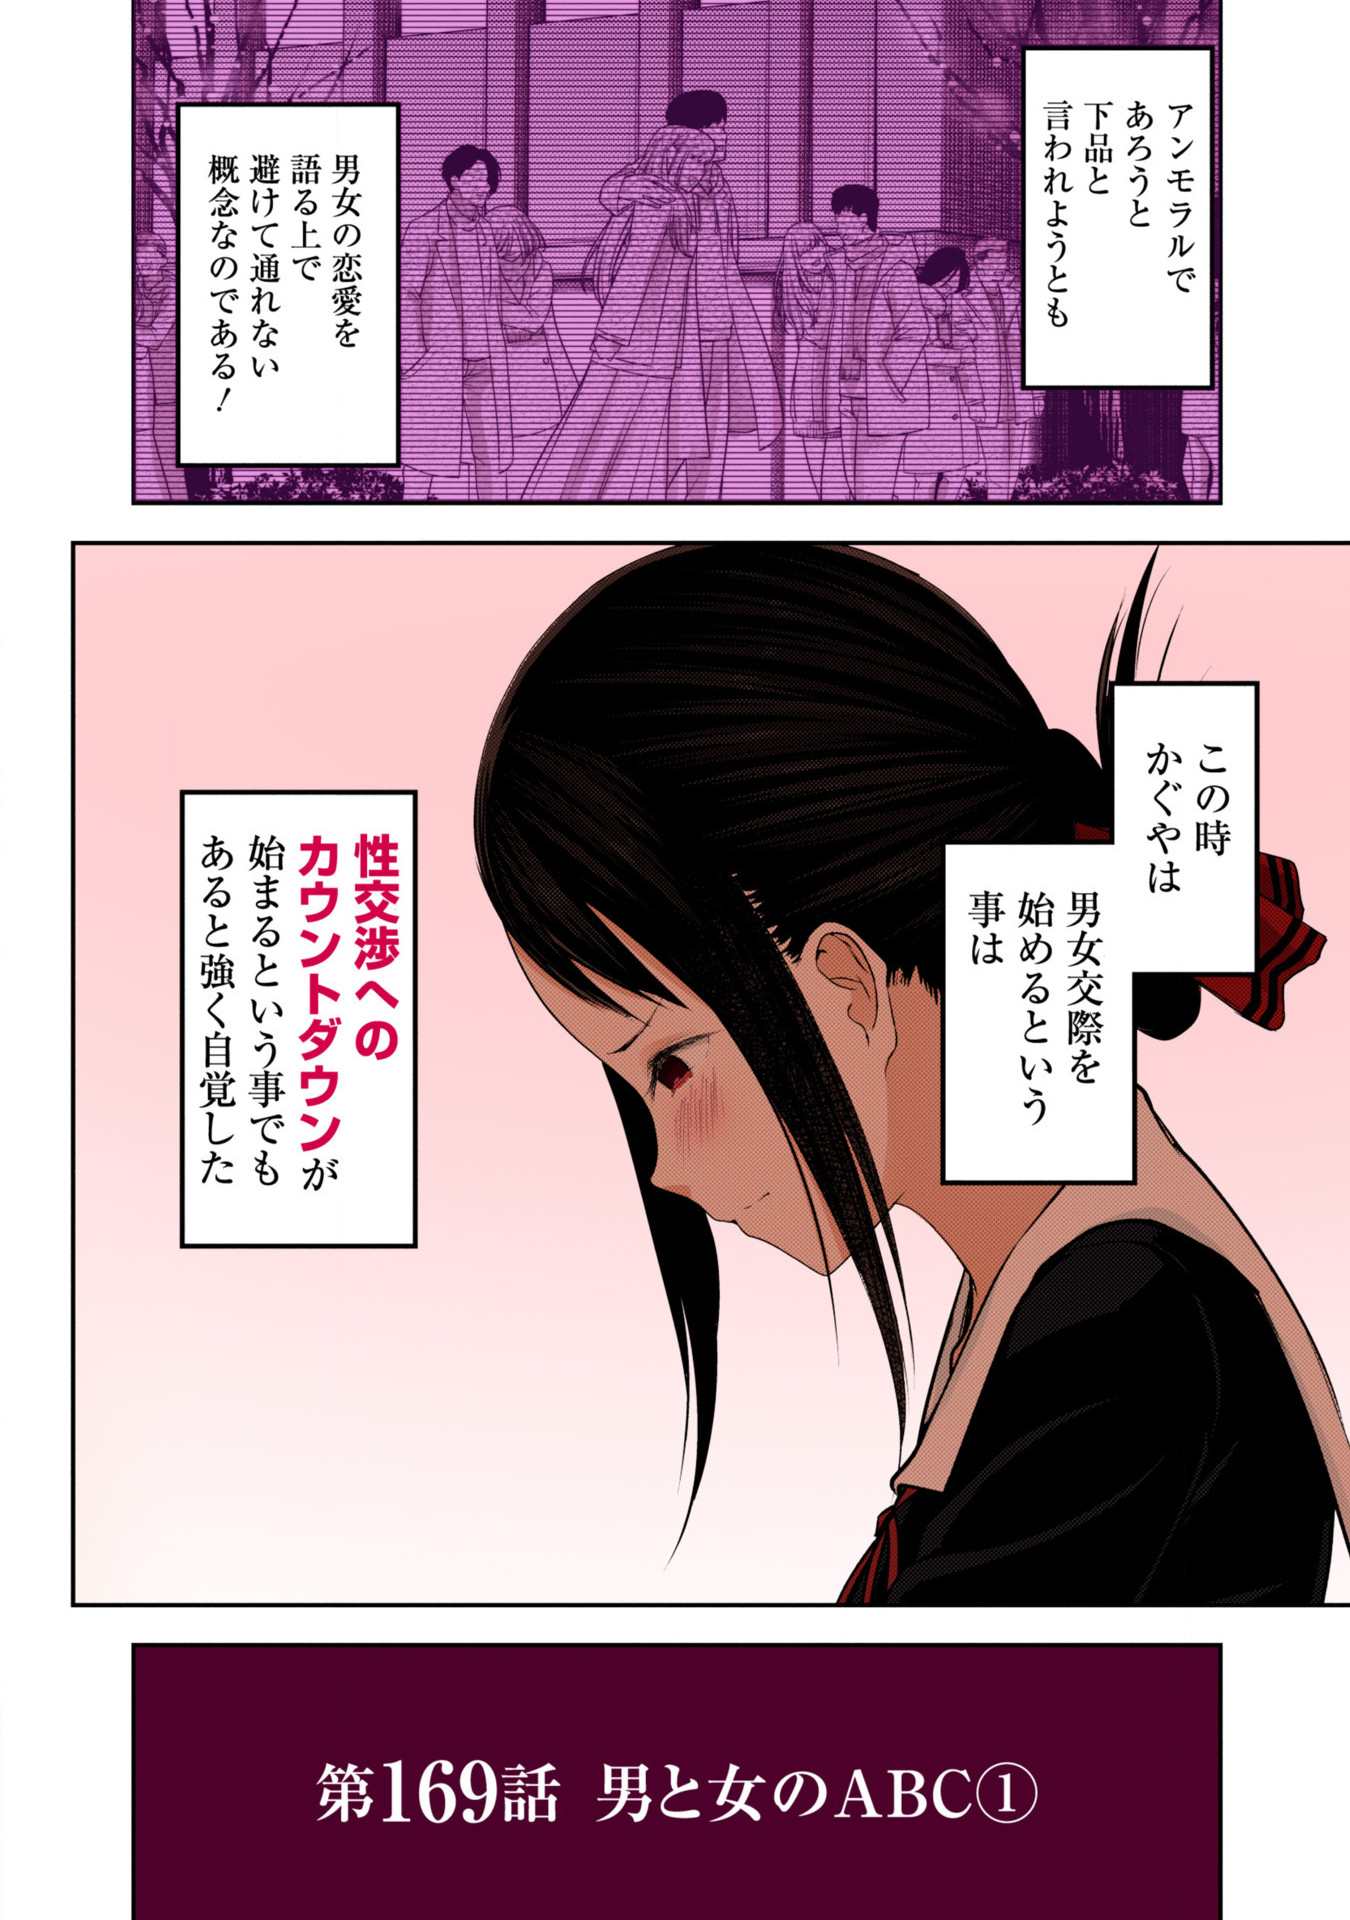 アンモラルで
あろうと
下品と
言われようとも
男女の恋愛を
語る上で
避けて通れない
概念なのである！
この時
かぐやは
男女交際を
始めるという
事は
性交渉への
カウントダウンが
始まるという事でも
あると強く自覚した
第169話 男と女のABC①